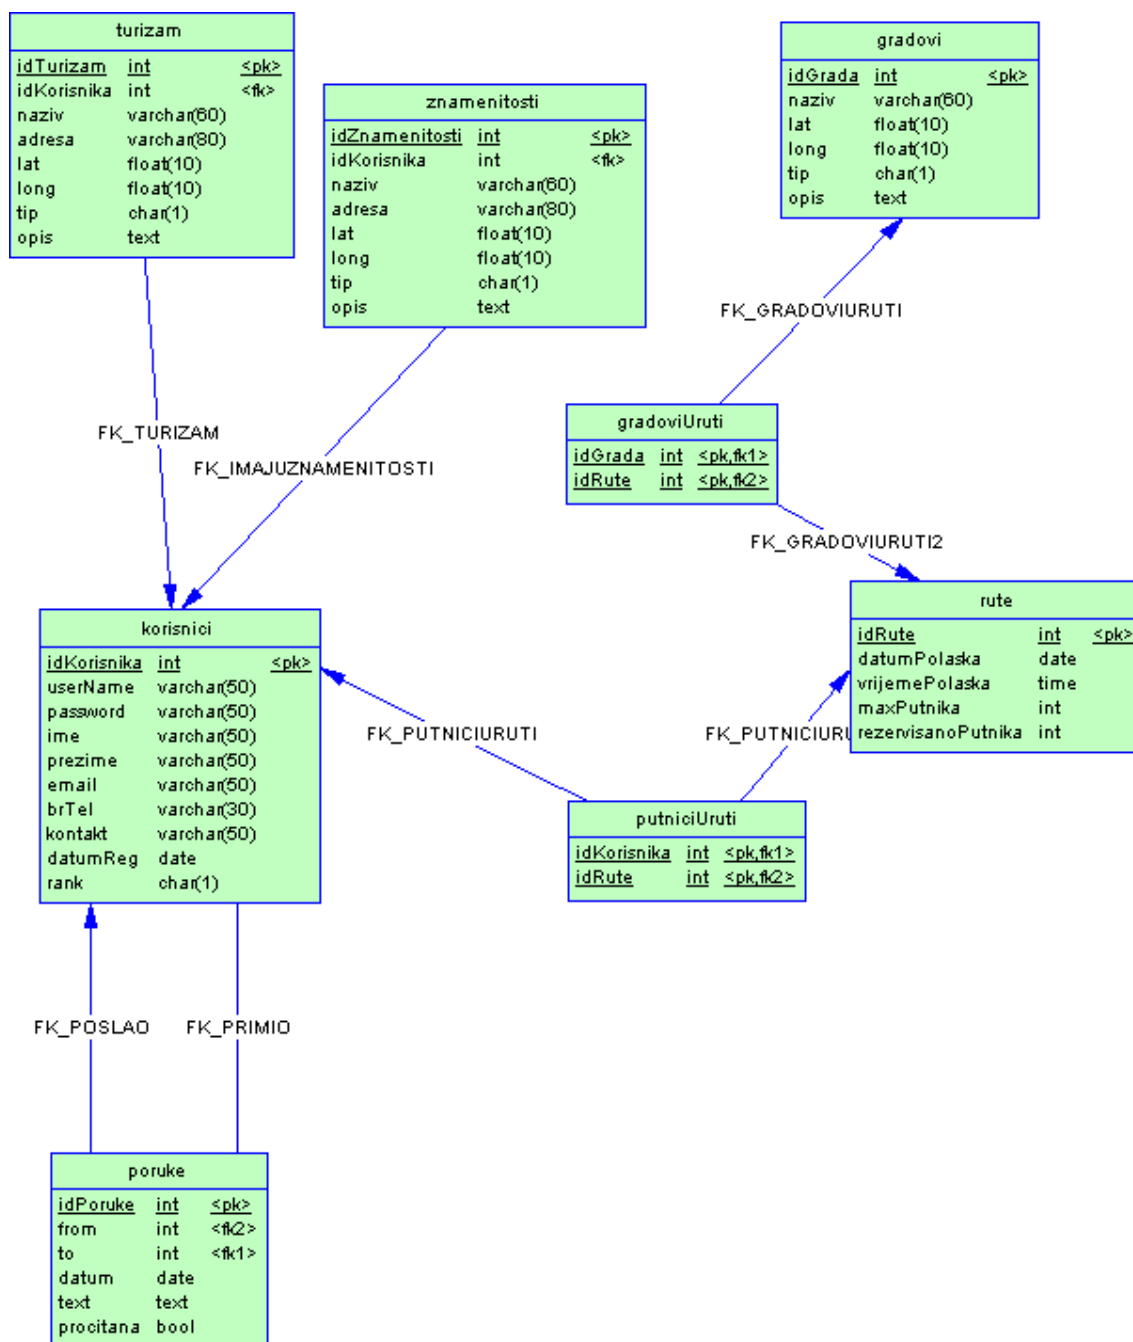 turizam
idTurizam int <pk>
idKorisnika int <fk>
naziv varchar(60)
adresa varchar(80)
lat float(10)
long float(10)
tip char(1)
opis text
znamenitosti
idZnamenitosti int <pk>
idKorisnika int <fk>
naziv varchar(60)
adresa varchar(80)
lat float(10)
long float(10)
tip char(1)
opis text
gradovi
idGrada int <pk>
naziv varchar(60)
lat float(10)
long float(10)
tip char(1)
opis text
FK_GRADOVIURUTI
FK_TURIZAM
FK_IMAJUZNAMENITOSTI
gradoviUruti
idGrada int <pk,fk1>
idRute int <pk,fk2>
FK_GRADOVIURUTI2
rute
idRute int <pk>
datumPolaska date
vrijemePolaska time
maxPutnika int
rezervisanoPutnika int
korisnici
idKorisnika int <pk>
userName varchar(50)
password varchar(50)
ime varchar(50)
prezime varchar(50)
email varchar(50)
brTel varchar(30)
kontakt varchar(50)
datumReg date
rank char(1)
FK_PUTNICIURUTI
FK_PUTNICIURU
putniciUruti
idKorisnika int <pk,fk1>
idRute int <pk,fk2>
FK_POSLAO
FK_PRIMIO
poruke
idPoruke int <pk>
from int <fk2>
to int <fk1>
datum date
text text
procitana bool